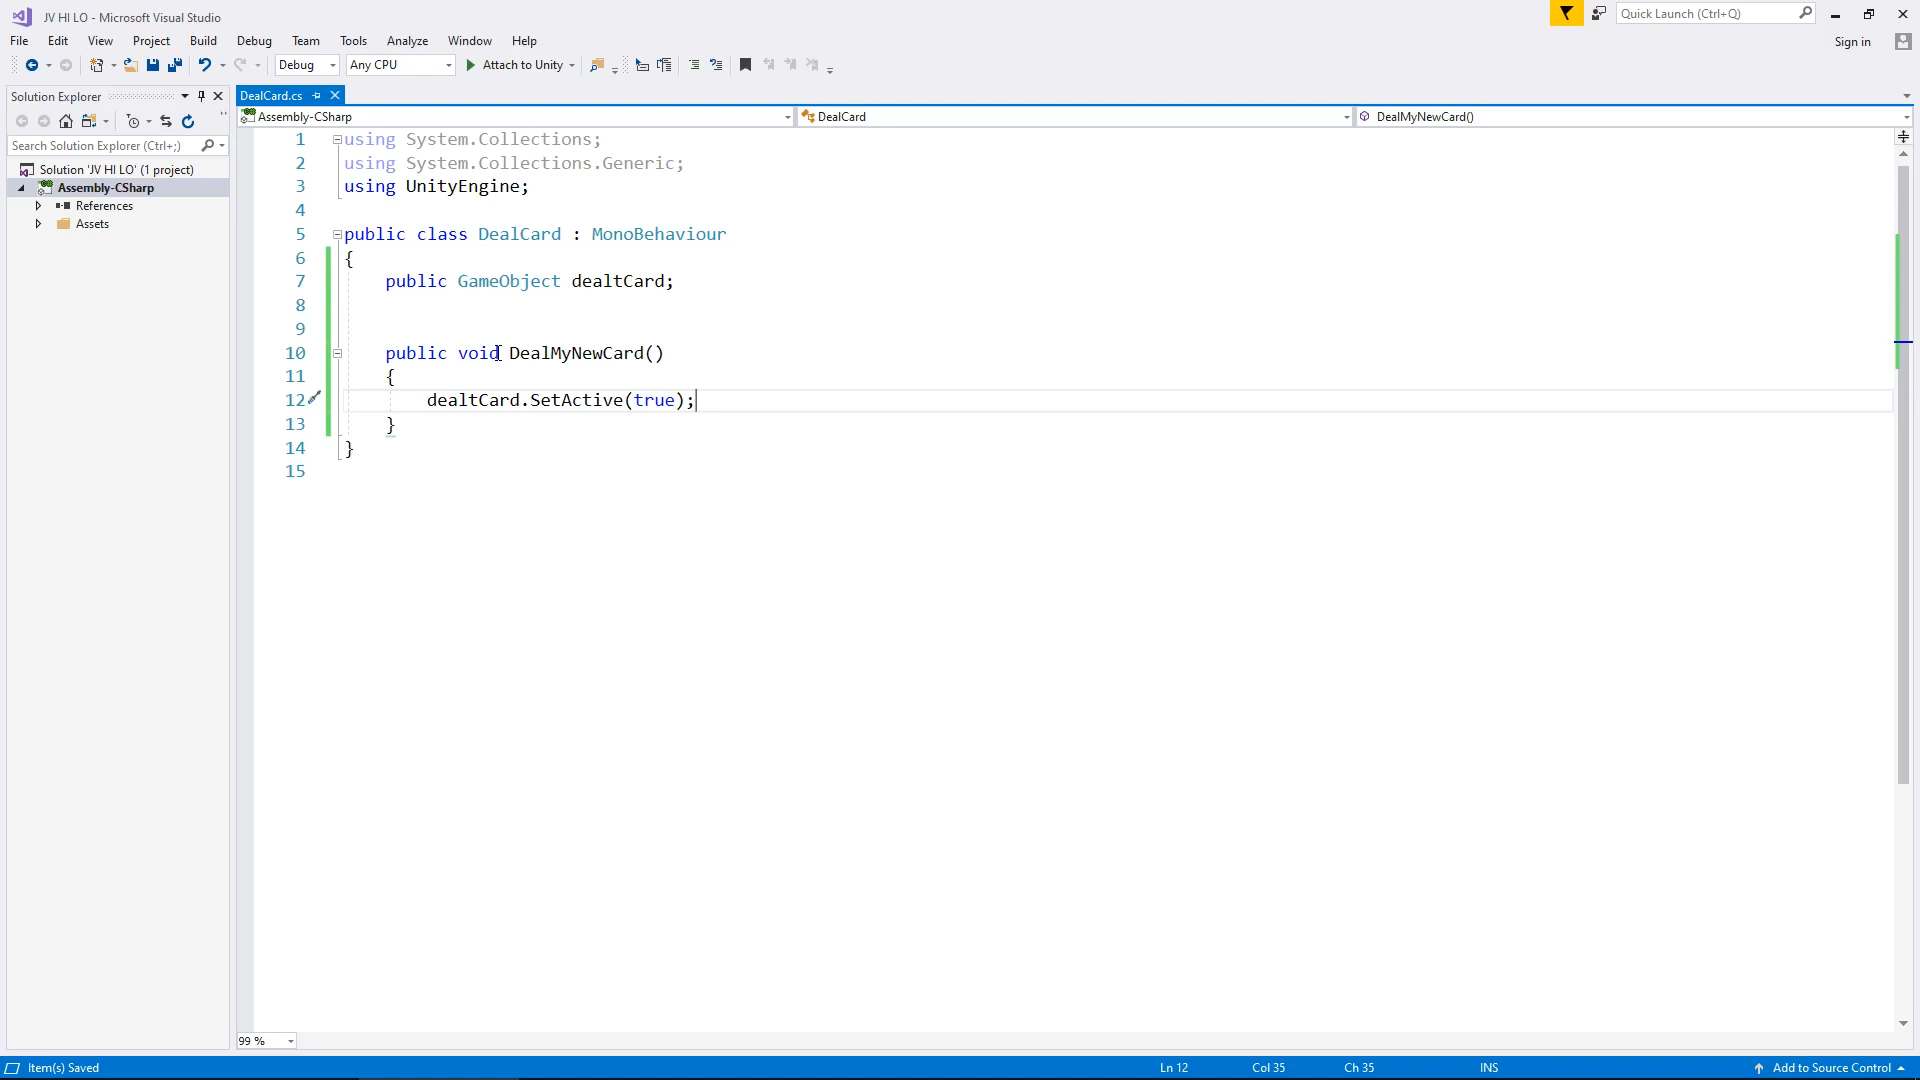 JV HI LO - Microsoft Visual Studio
Quick Launch (Ctrl+Q)
File Edit View Project Build Debug Team Tools Analyze Window Help
Sign in
Debug Any CPU Attach to Unity
Solution Explorer
DealCard.cs
Assembly-CSharp DealCard DealMyNewCard()
Search Solution Explorer (Ctrl+;)
Solution 'JV HI LO' (1 project)
Assembly-CSharp
References
Assets
1 using System.Collections;
2 using System.Collections.Generic;
3 using UnityEngine;
4
5 public class DealCard : MonoBehaviour
6 {
7 public GameObject dealtCard;
8
9
10 public void DealMyNewCard()
11 {
12 dealtCard.SetActive(true);
13 }
14 }
15
99 %
Item(s) Saved Ln 12 Col 35 Ch 35 INS Add to Source Control